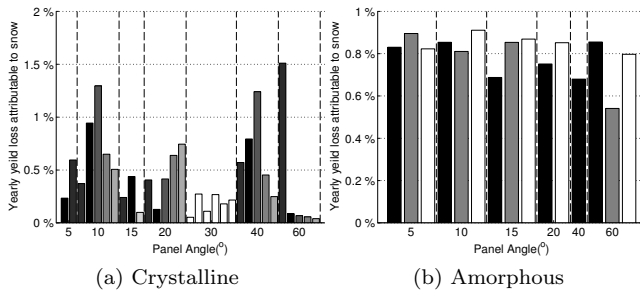 2 %
1.5 %
1 %
0.5 %
0 %
Yearly yeild loss attributable to snow
5 10 15 20 30 40 60
Panel Angle(°)
(a) Crystalline
1 %
0.8 %
0.6 %
0.4 %
0.2 %
0 %
Yearly yeild loss attributable to snow
5 10 15 20 40 60
Panel Angle(°)
(b) Amorphous